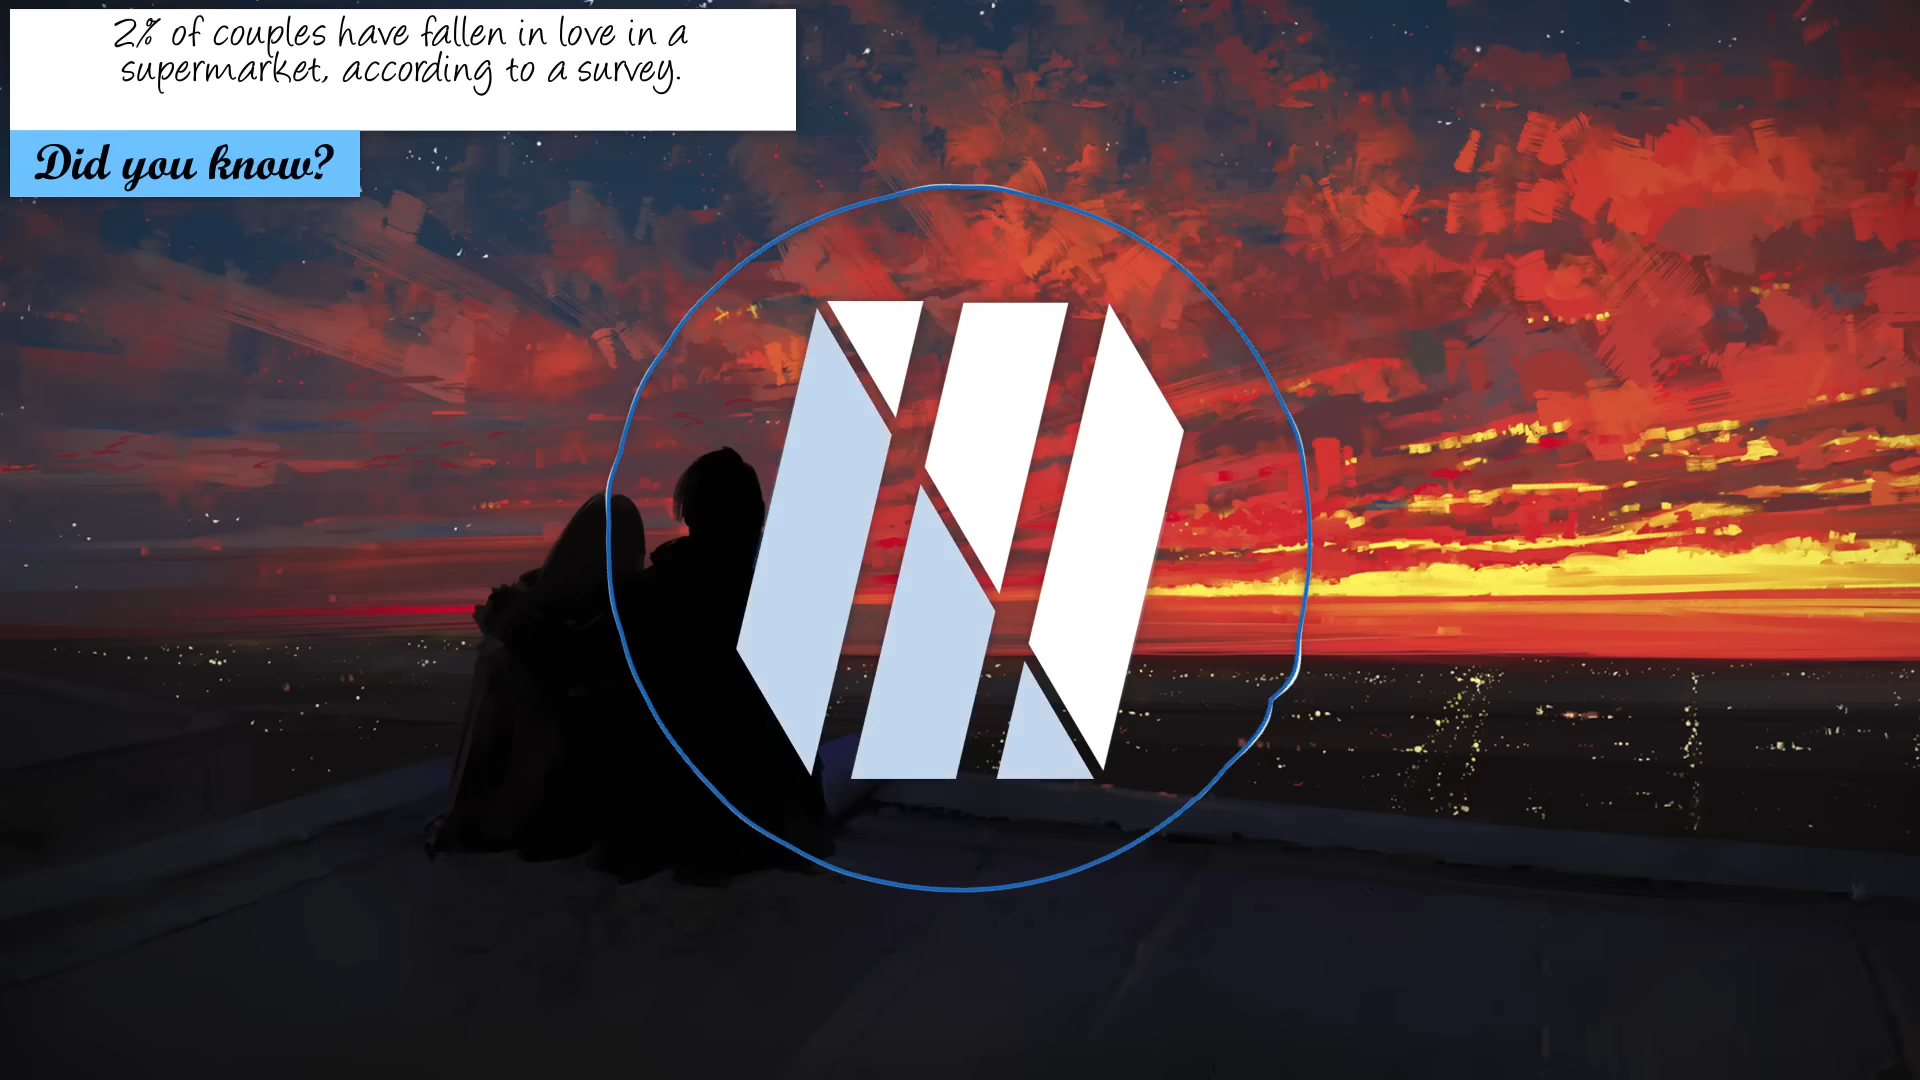 2% of couples have fallen in love in a
supermarket, according to a survey.
Did you know?